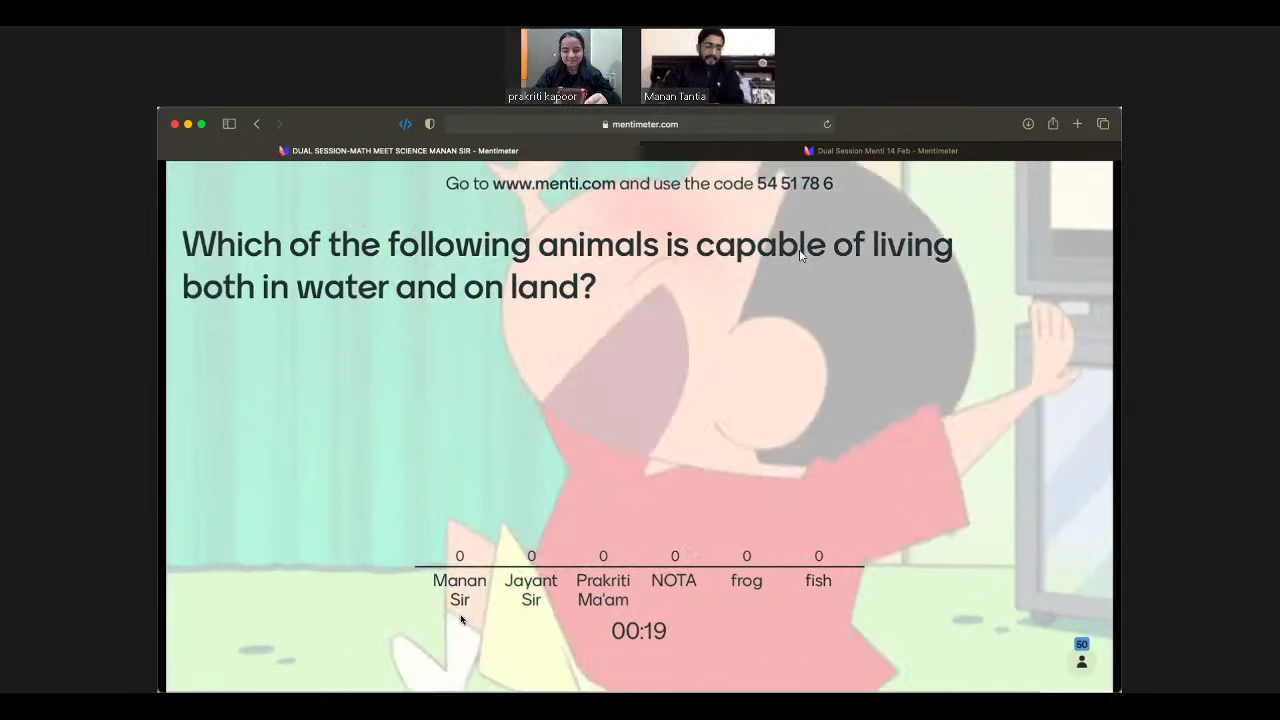 prakriti kapoor
Manan Tantia
mentimeter.com
DUAL SESSION-MATH MEET SCIENCE MANAN SIR - Mentimeter
Dual Session Menti 14 Feb - Mentimeter
Go to www.menti.com and use the code 54 51 78 6
Which of the following animals is capable of living
both in water and on land?
0 0 0 0 0 0
Manan Jayant Prakriti NOTA frog fish
Sir Sir Ma'am
00:19
50